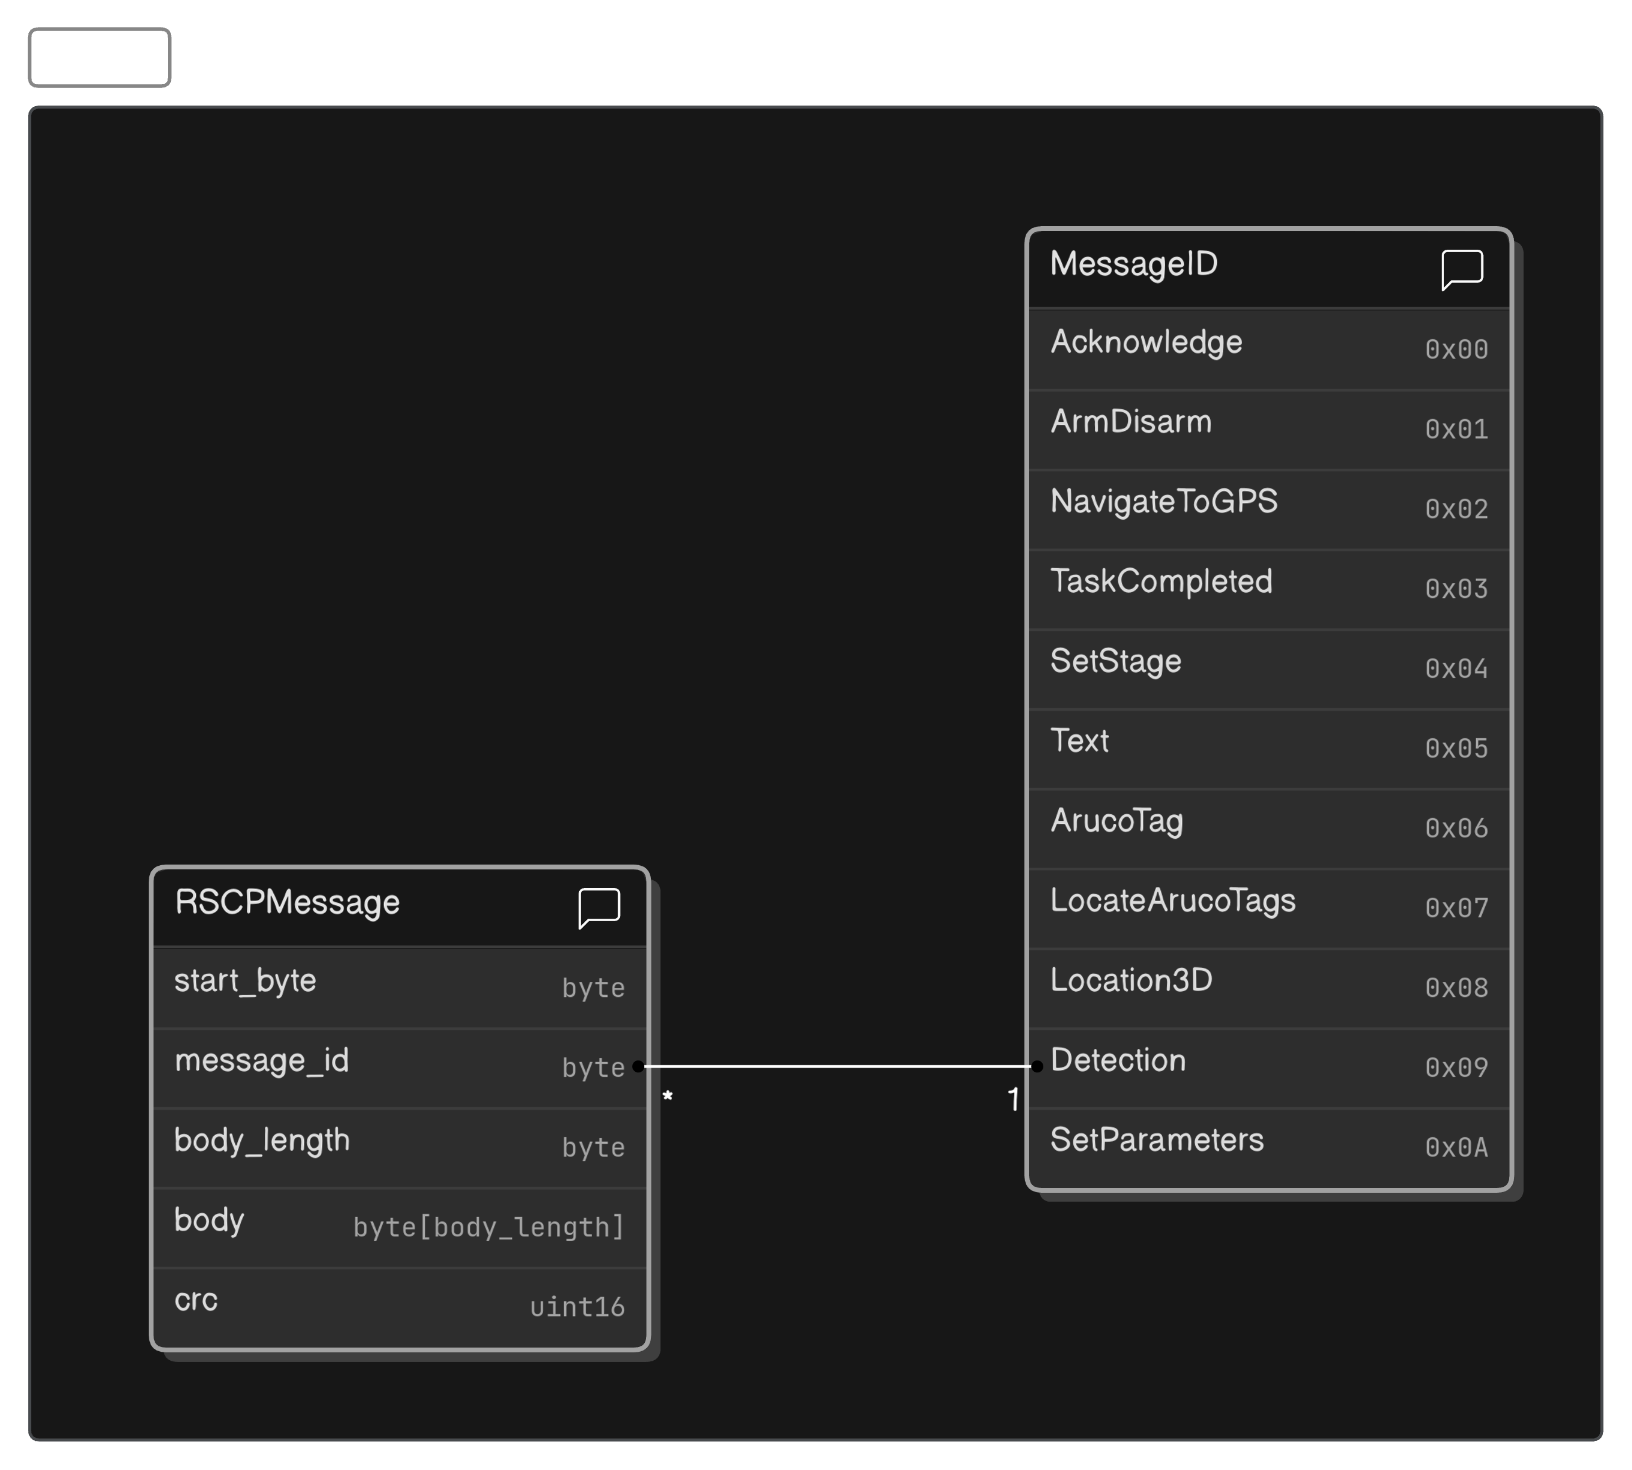 MessageID
Acknowledge 0x00
ArmDisarm 0x01
NavigateToGPS 0x02
TaskCompleted 0x03
SetStage 0x04
Text 0x05
ArucoTag 0x06
LocateArucoTags 0x07
Location3D 0x08
Detection 0x09
SetParameters 0x0A
RSCPMessage
start_byte byte
message_id byte
* 1
body_length byte
body byte[body_length]
crc uint16